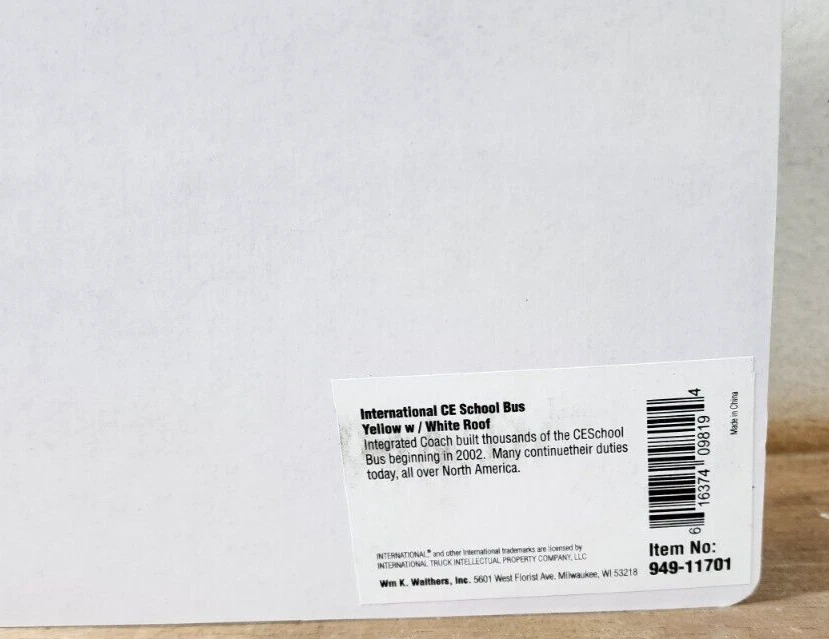 International CE School Bus
Yellow w / White Roof
Integrated Coach built thousands of the CESchool
Bus beginning in 2002. Many continuetheir duties
today, all over North America.
INTERNATIONAL® and other International trademarks are licensed by
INTERNATIONAL TRUCK INTELLECTUAL PROPERTY COMPANY, LLC
Wm K. Walthers, Inc. 5601 West Florist Ave. Milwaukee, WI 53218
6 16374 09819 4
Made in China
Item No:
949-11701